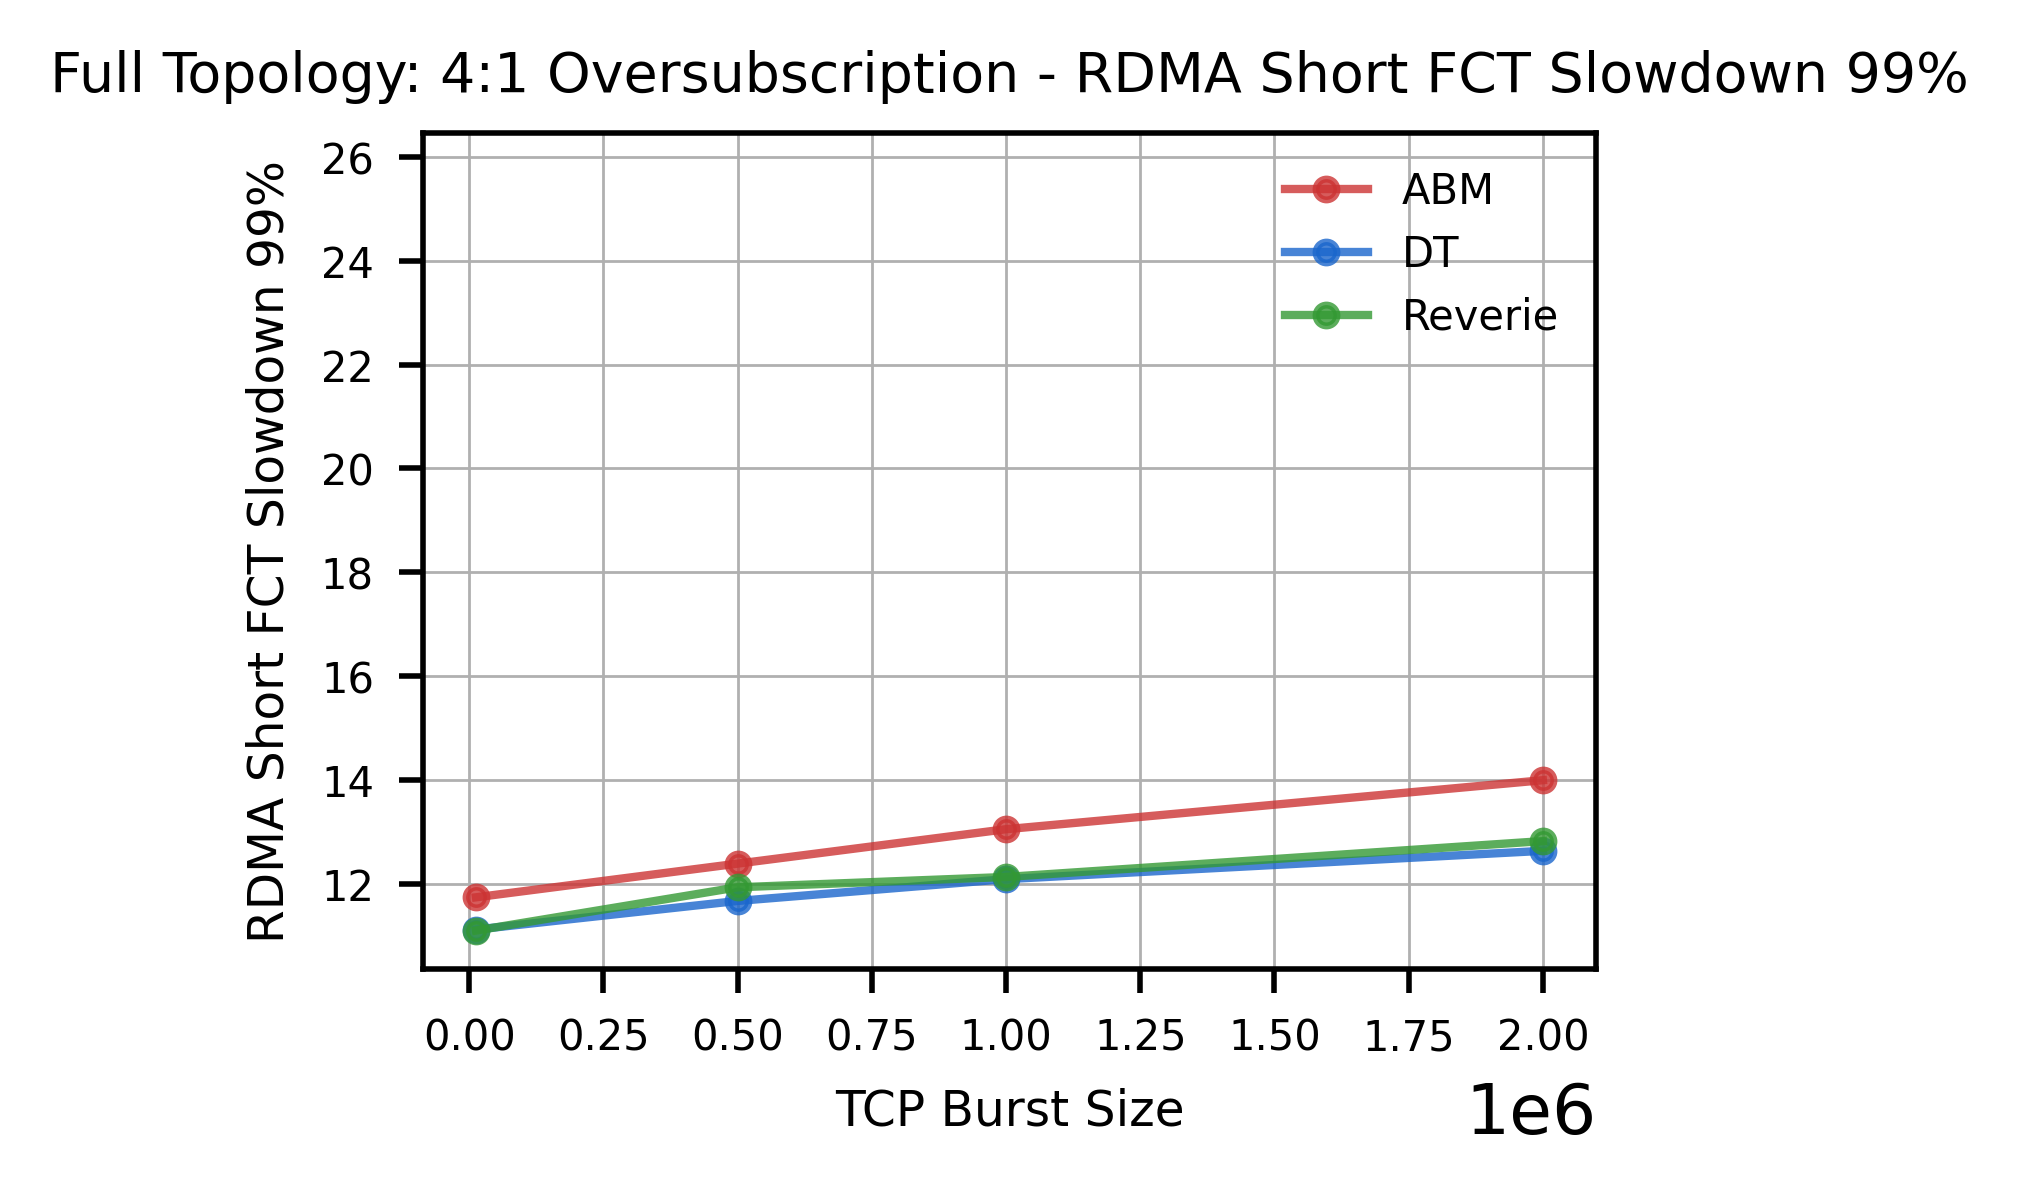 Full Topology: 4:1 Oversubscription - RDMA Short FCT Slowdown 99%
RDMA Short FCT Slowdown 99%
26
24
22
20
18
16
14
12
ABM
DT
Reverie
0.00 0.25 0.50 0.75 1.00 1.25 1.50 1.75 2.00
TCP Burst Size
1e6